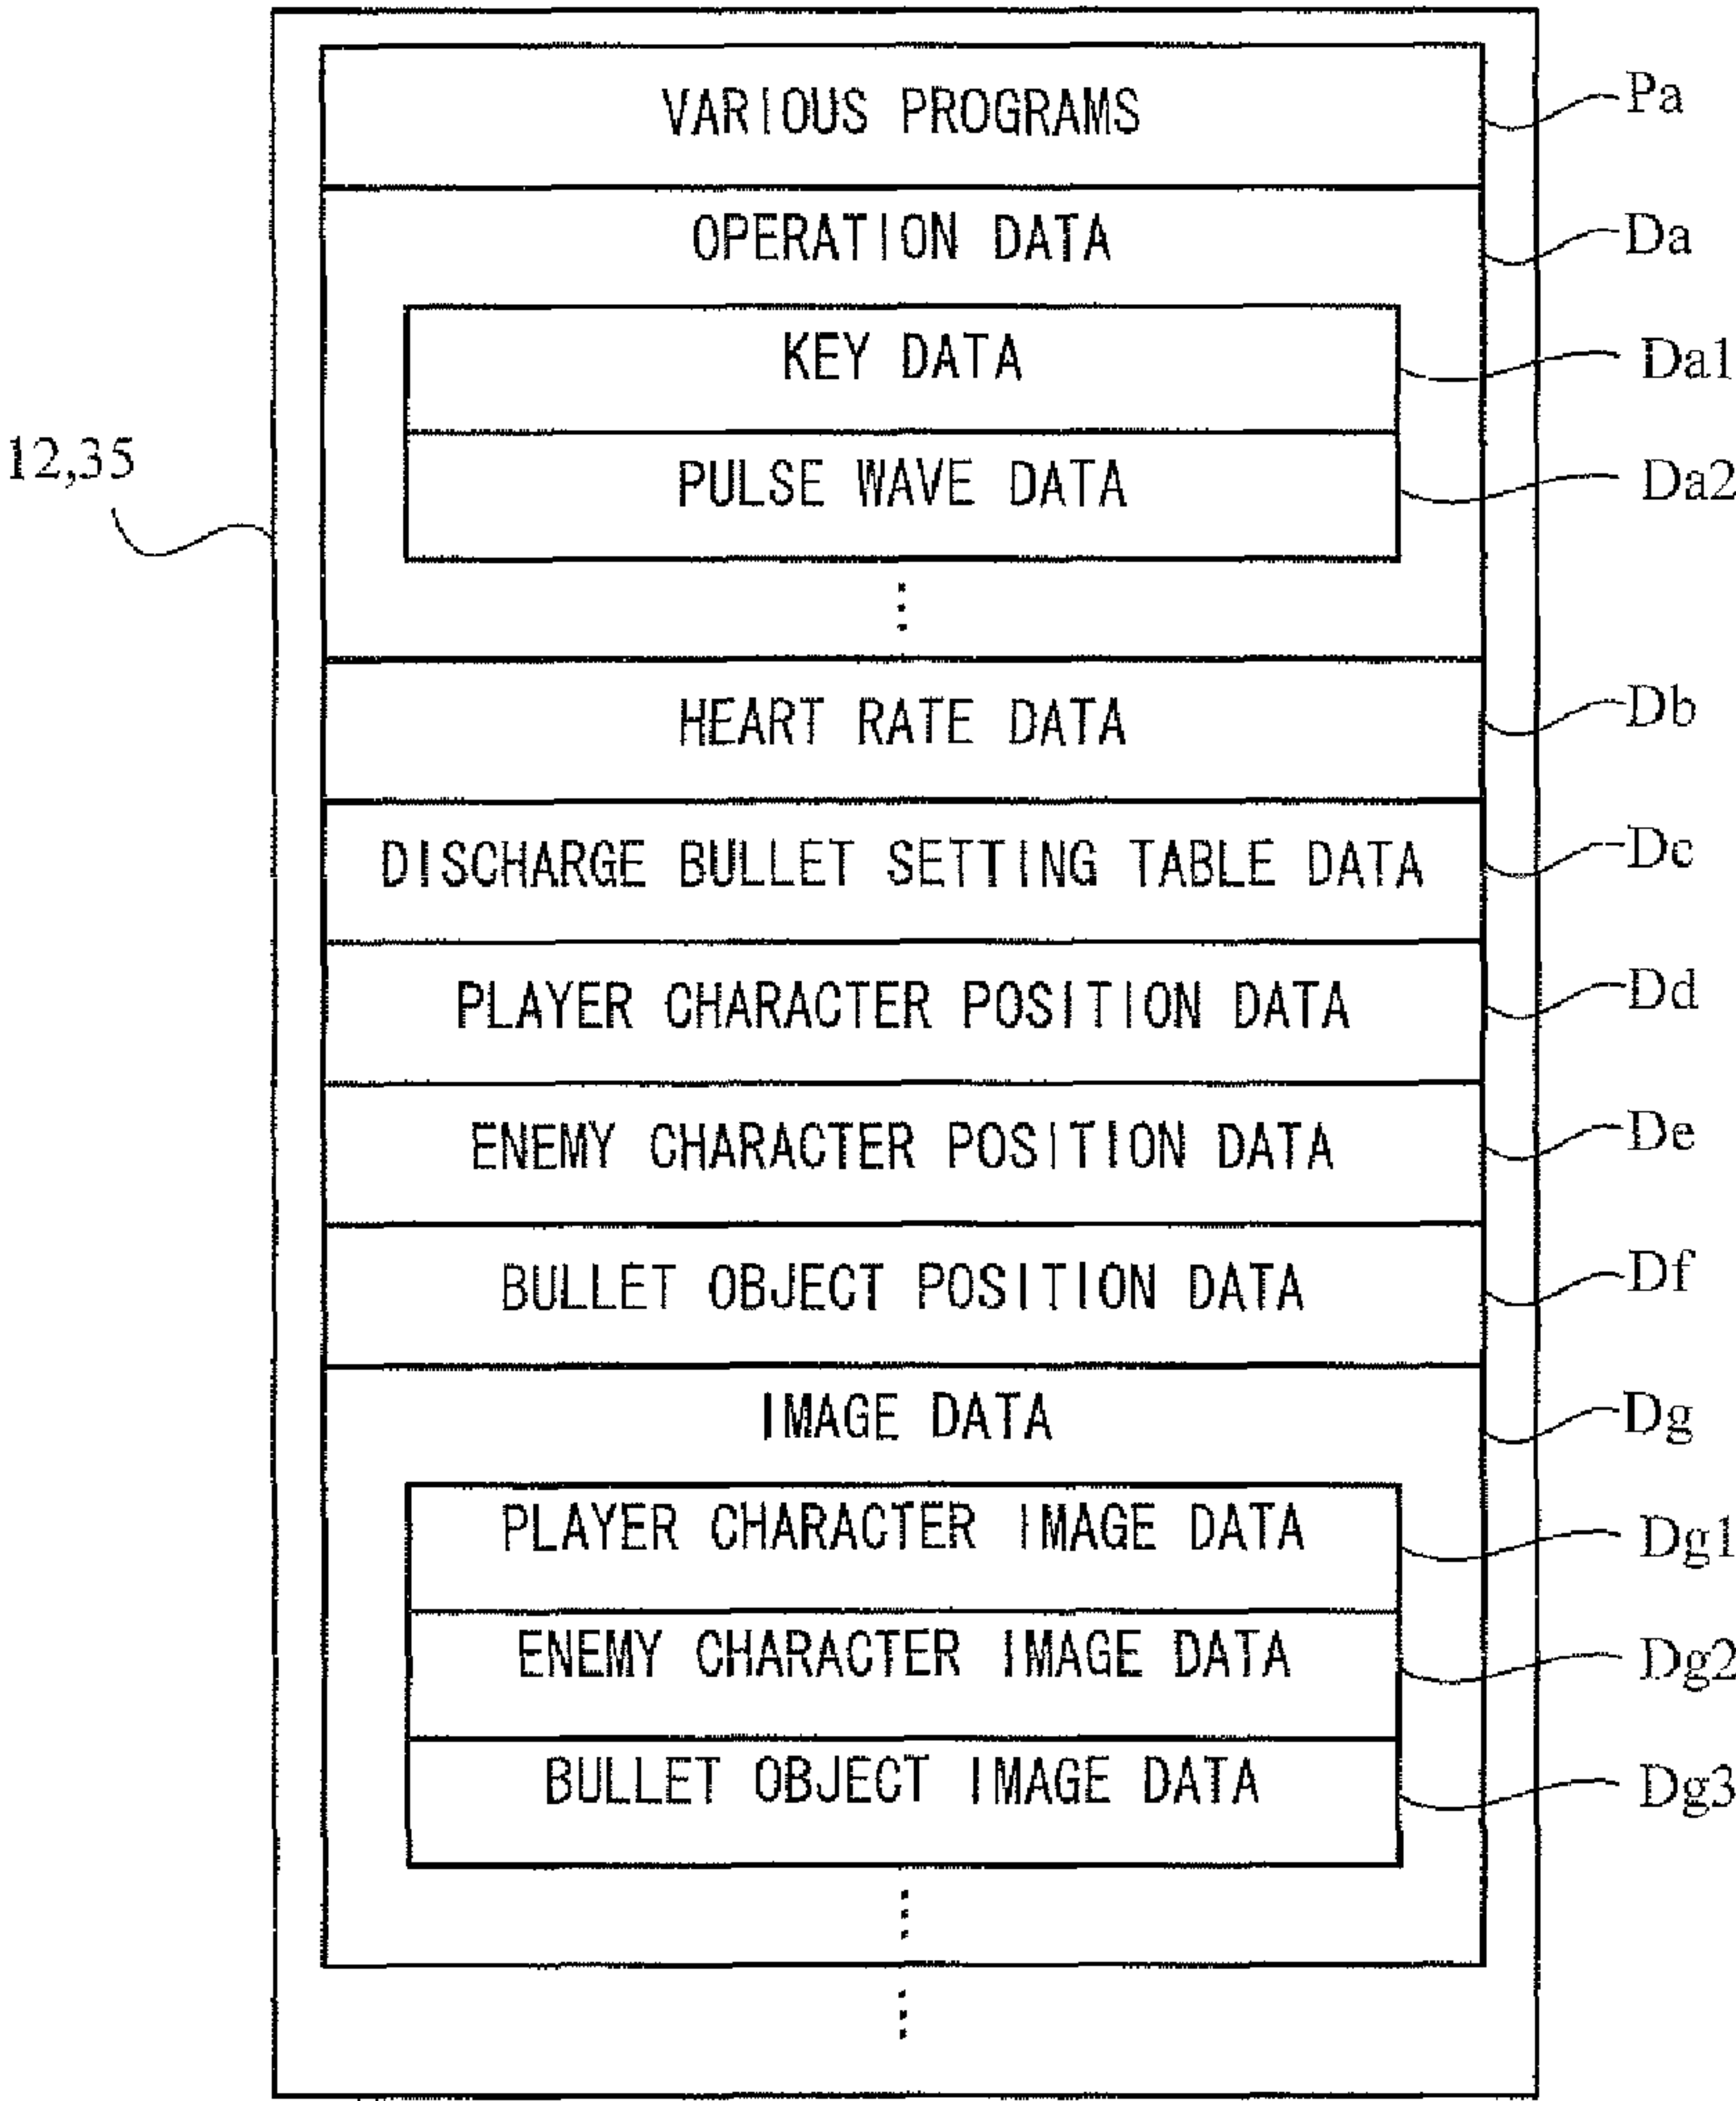 VARIOUS PROGRAMS Pa
OPERATION DATA Da
KEY DATA Da1
12,35
PULSE WAVE DATA Da2
HEART RATE DATA Db
DISCHARGE BULLET SETTING TABLE DATA Dc
PLAYER CHARACTER POSITION DATA Dd
ENEMY CHARACTER POSITION DATA De
BULLET OBJECT POSITION DATA Df
IMAGE DATA Dg
PLAYER CHARACTER IMAGE DATA Dg1
ENEMY CHARACTER IMAGE DATA Dg2
BULLET OBJECT IMAGE DATA Dg3